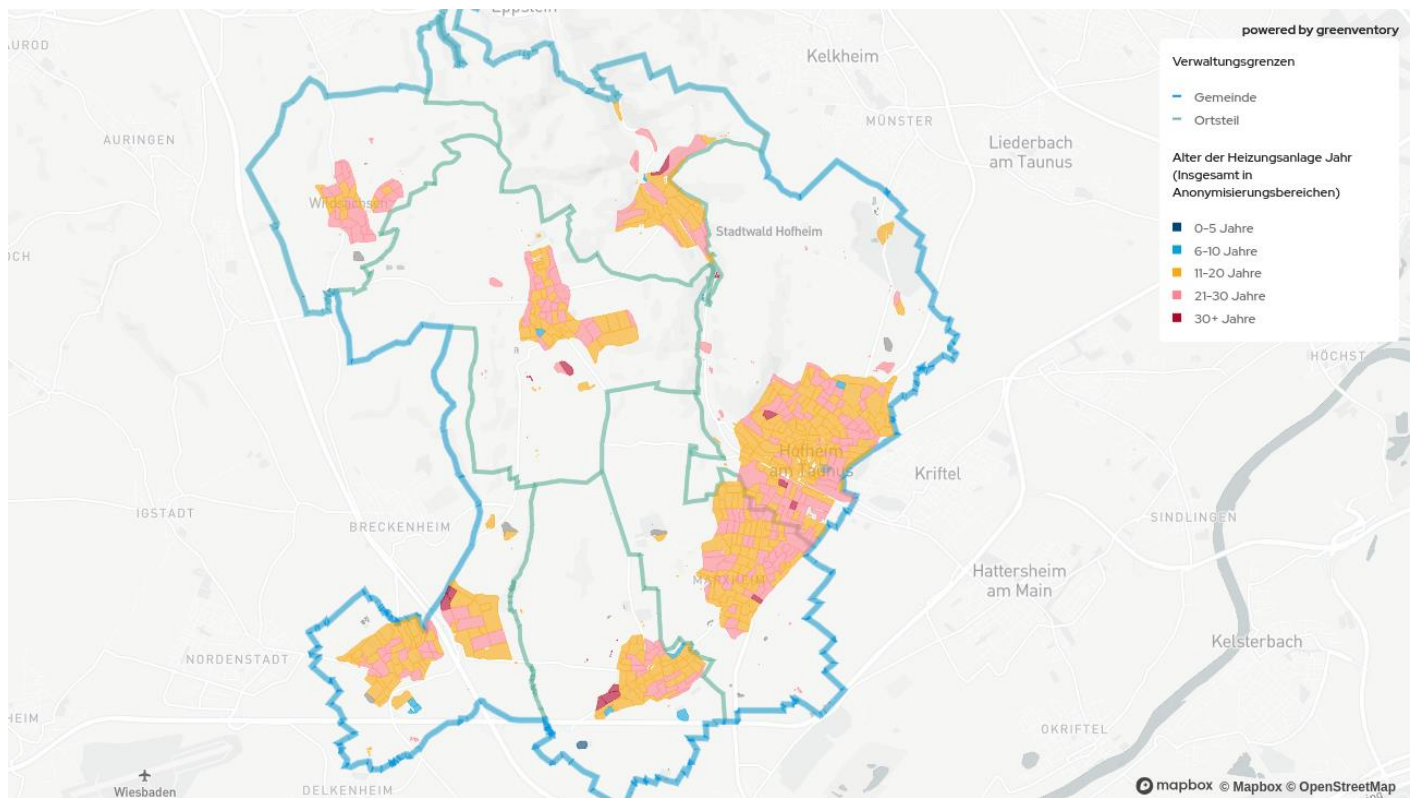 Eppstein
powered by greenventory
AUROD
Kelkheim
Verwaltungsgrenzen
Gemeinde
Ortsteil
MÜNSTER
AURINGEN
Liederbach
am Taunus
Alter der Heizungsanlage Jahr
(Insgesamt in
Anonymisierungsbereichen)
0-5 Jahre
6-10 Jahre
11-20 Jahre
21-30 Jahre
30+ Jahre
Wildsachsen
Stadtwald Hofheim
OCH
HÖCHST
Hofheim
am Taunus
Kriftel
IGSTADT
BRECKENHEIM
SINDLINGEN
MARXHEIM
Hattersheim
am Main
Kelsterbach
NORDENSTADT
HEIM
OKRIFTEL
Wiesbaden
DELKENHEIM
mapbox © Mapbox © OpenStreetMap